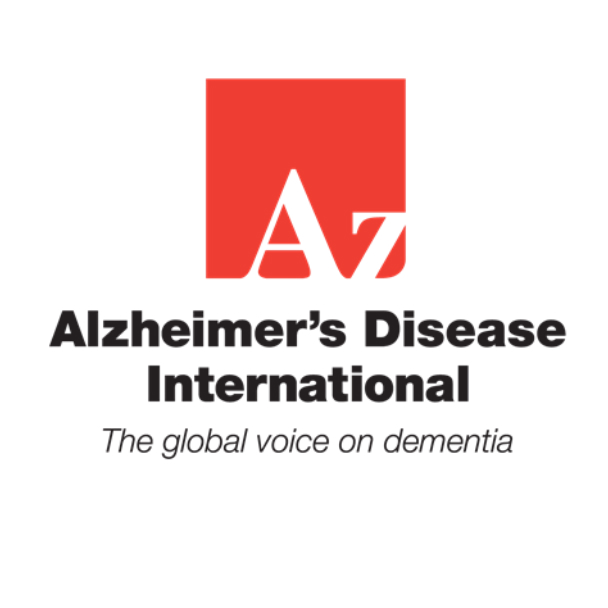 Az
Alzheimer’s Disease
International
The global voice on dementia